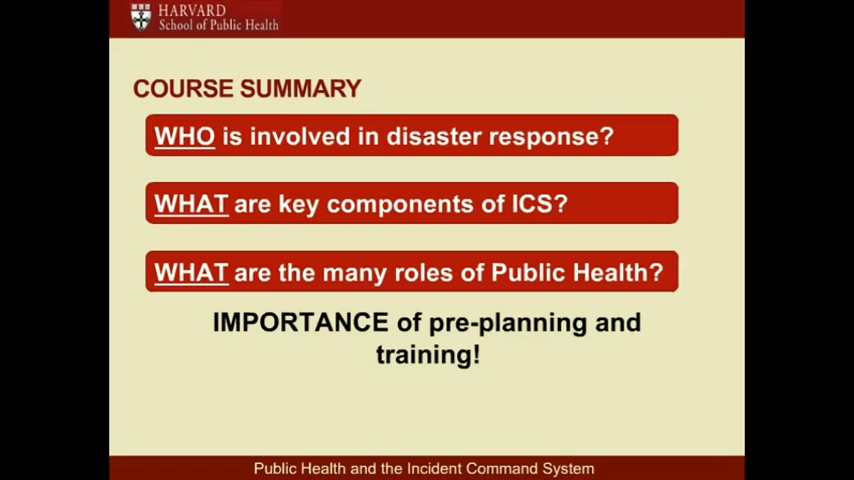 HARVARD
School of Public Health
COURSE SUMMARY
WHO is involved in disaster response?
WHAT are key components of ICS?
WHAT are the many roles of Public Health?
IMPORTANCE of pre-planning and
training!
Public Health and the Incident Command System